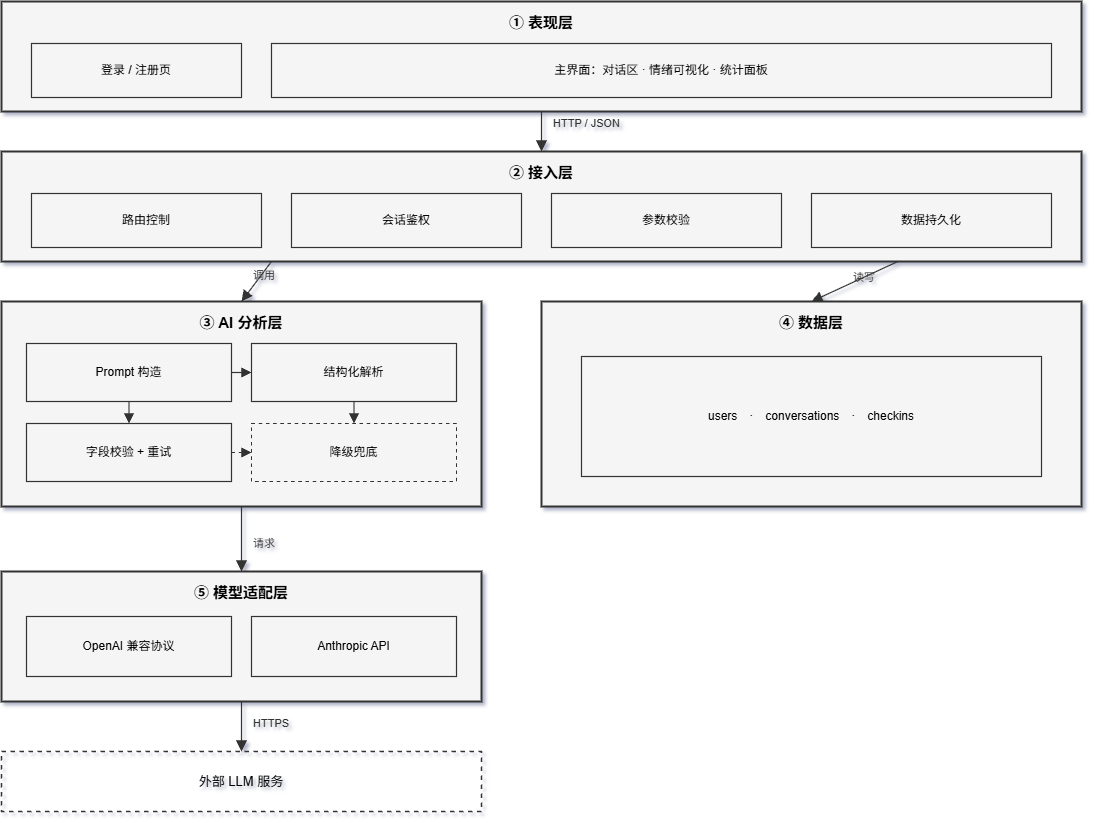 ① 表现层
登录 / 注册页
主界面：对话区 · 情绪可视化 · 统计面板
HTTP / JSON
② 接入层
路由控制
会话鉴权
参数校验
数据持久化
调用
读写
③ AI 分析层
Prompt 构造
结构化解析
字段校验 + 重试
降级兜底
④ 数据层
users · conversations · checkins
请求
⑤ 模型适配层
OpenAI 兼容协议
Anthropic API
HTTPS
外部 LLM 服务